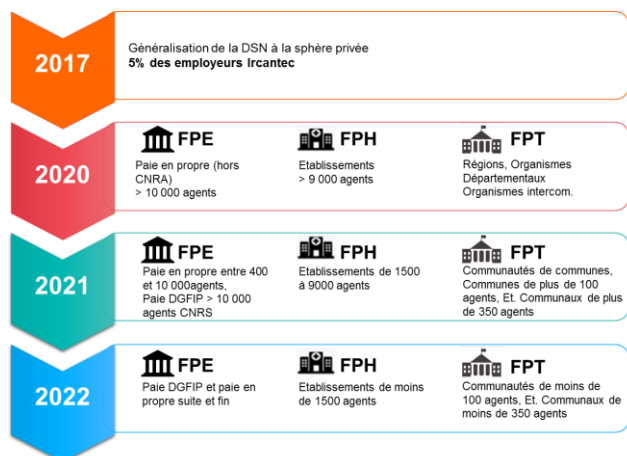 2017
Généralisation de la DSN à la sphère privée
5% des employeurs Ircantec
2020
FPE
Paie en propre (hors
CNRA)
> 10 000 agents
FPH
Etablissements
> 9 000 agents
FPT
Régions, Organismes
Départementaux
Organismes intercom.
2021
FPE
Paie en propre entre 400
et 10 000agents,
Paie DGFIP > 10 000
agents CNRS
FPH
Etablissements de 1500
à 9000 agents
FPT
Communautés de communes,
Communes de plus de 100
agents, Et. Communaux de plus
de 350 agents
2022
FPE
Paie DGFIP et paie en
propre suite et fin
FPH
Etablissements de moins
de 1500 agents
FPT
Communautés de moins de
100 agents, Et. Communaux de
moins de 350 agents